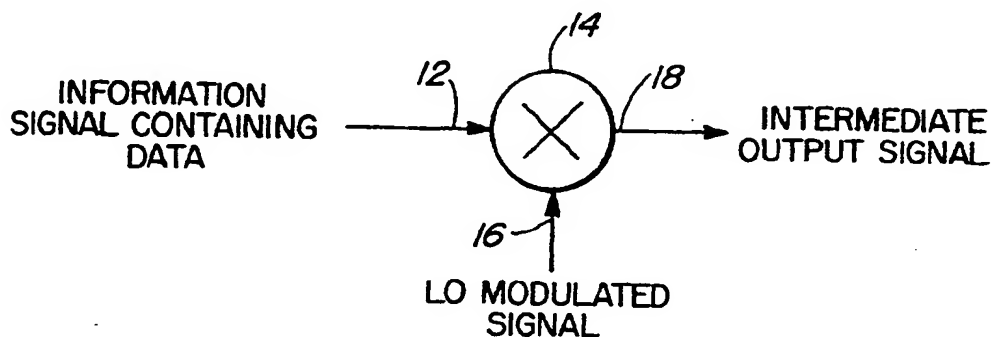 14
12
18
INFORMATION
SIGNAL CONTAINING
DATA
INTERMEDIATE
OUTPUT SIGNAL
16
LO MODULATED
SIGNAL